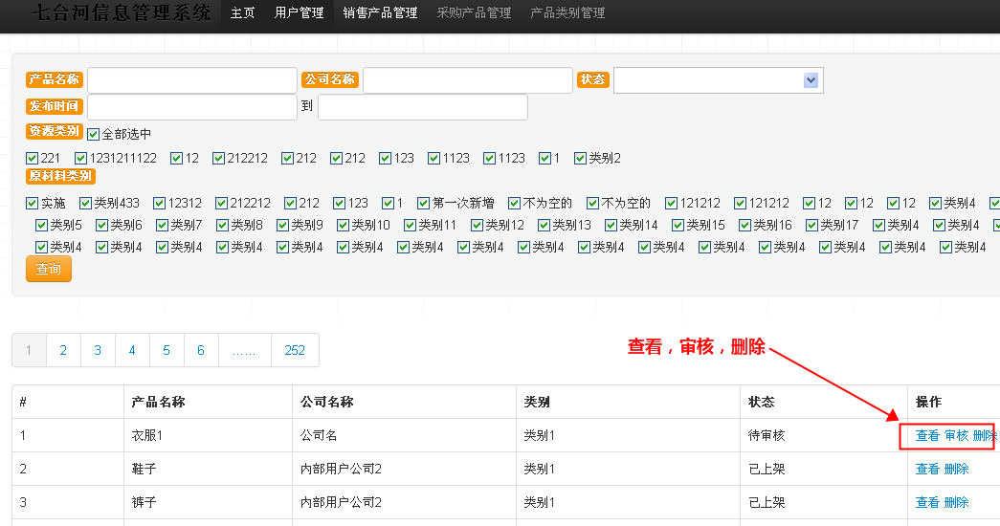 七台河信息管理系统 主页 用户管理 销售产品管理 采购产品管理 产品类别管理
产品名称 公司名称 状态
发布时间 到
资源类别 全部选中
221 1231211122 12 212212 212 212 123 1123 1123 1 类别2
原材料类别
实施 类别433 12312 212212 212 123 1 第一次新增 不为空的 不为空的 121212 121212 12 12 12 类别4
类别5 类别6 类别7 类别8 类别9 类别10 类别11 类别12 类别13 类别14 类别15 类别16 类别17 类别4 类别4
类别4 类别4 类别4 类别4 类别4 类别4 类别4 类别4 类别4 类别4 类别4 类别4 类别4 类别4 类别4 类别4
查询
1 2 3 4 5 6 ...... 252
查看，审核，删除
# 产品名称 公司名称 类别 状态 操作
1 衣服1 公司名 类别1 待审核 查看 审核 删除
2 鞋子 内部用户公司2 类别1 已上架 查看 删除
3 裤子 内部用户公司2 类别1 已上架 查看 删除